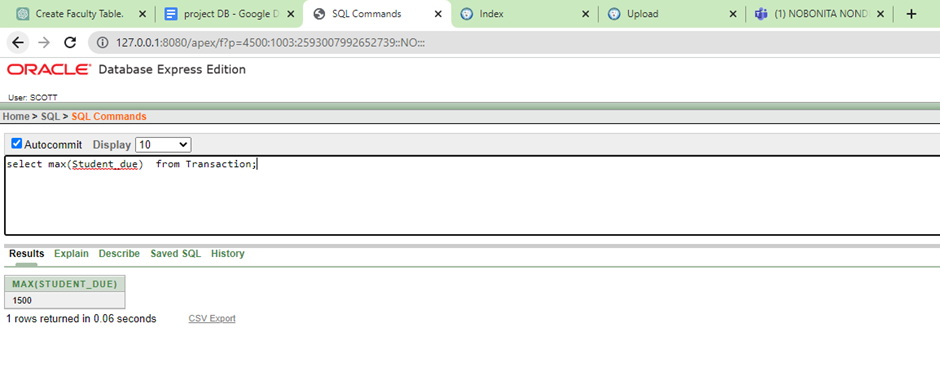 Create Faculty Table. project DB - Google D SQL Commands Index Upload (1) NOBONITA NOND
127.0.0.1:8080/apex/f?p=4500:1003:2593007992652739::NO:::
ORACLE Database Express Edition
User: SCOTT
Home > SQL > SQL Commands
Autocommit Display 10
select max(Student_due)  from Transaction;
Results Explain Describe Saved SQL History
MAX(STUDENT_DUE)
1500
1 rows returned in 0.06 seconds CSV Export